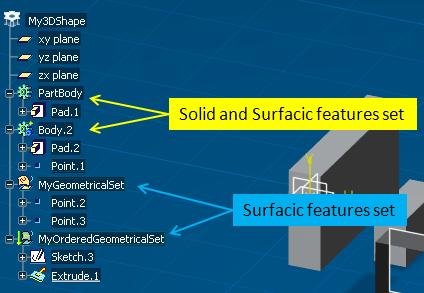 My3DShape
xy plane
yz plane
zx plane
PartBody
Pad.1
Solid and Surfacic features set
Body.2
Pad.2
Point.1
MyGeometricalSet
Point.2
Surfacic features set
Point.3
MyOrderedGeometricalSet
Sketch.3
Extrude.1